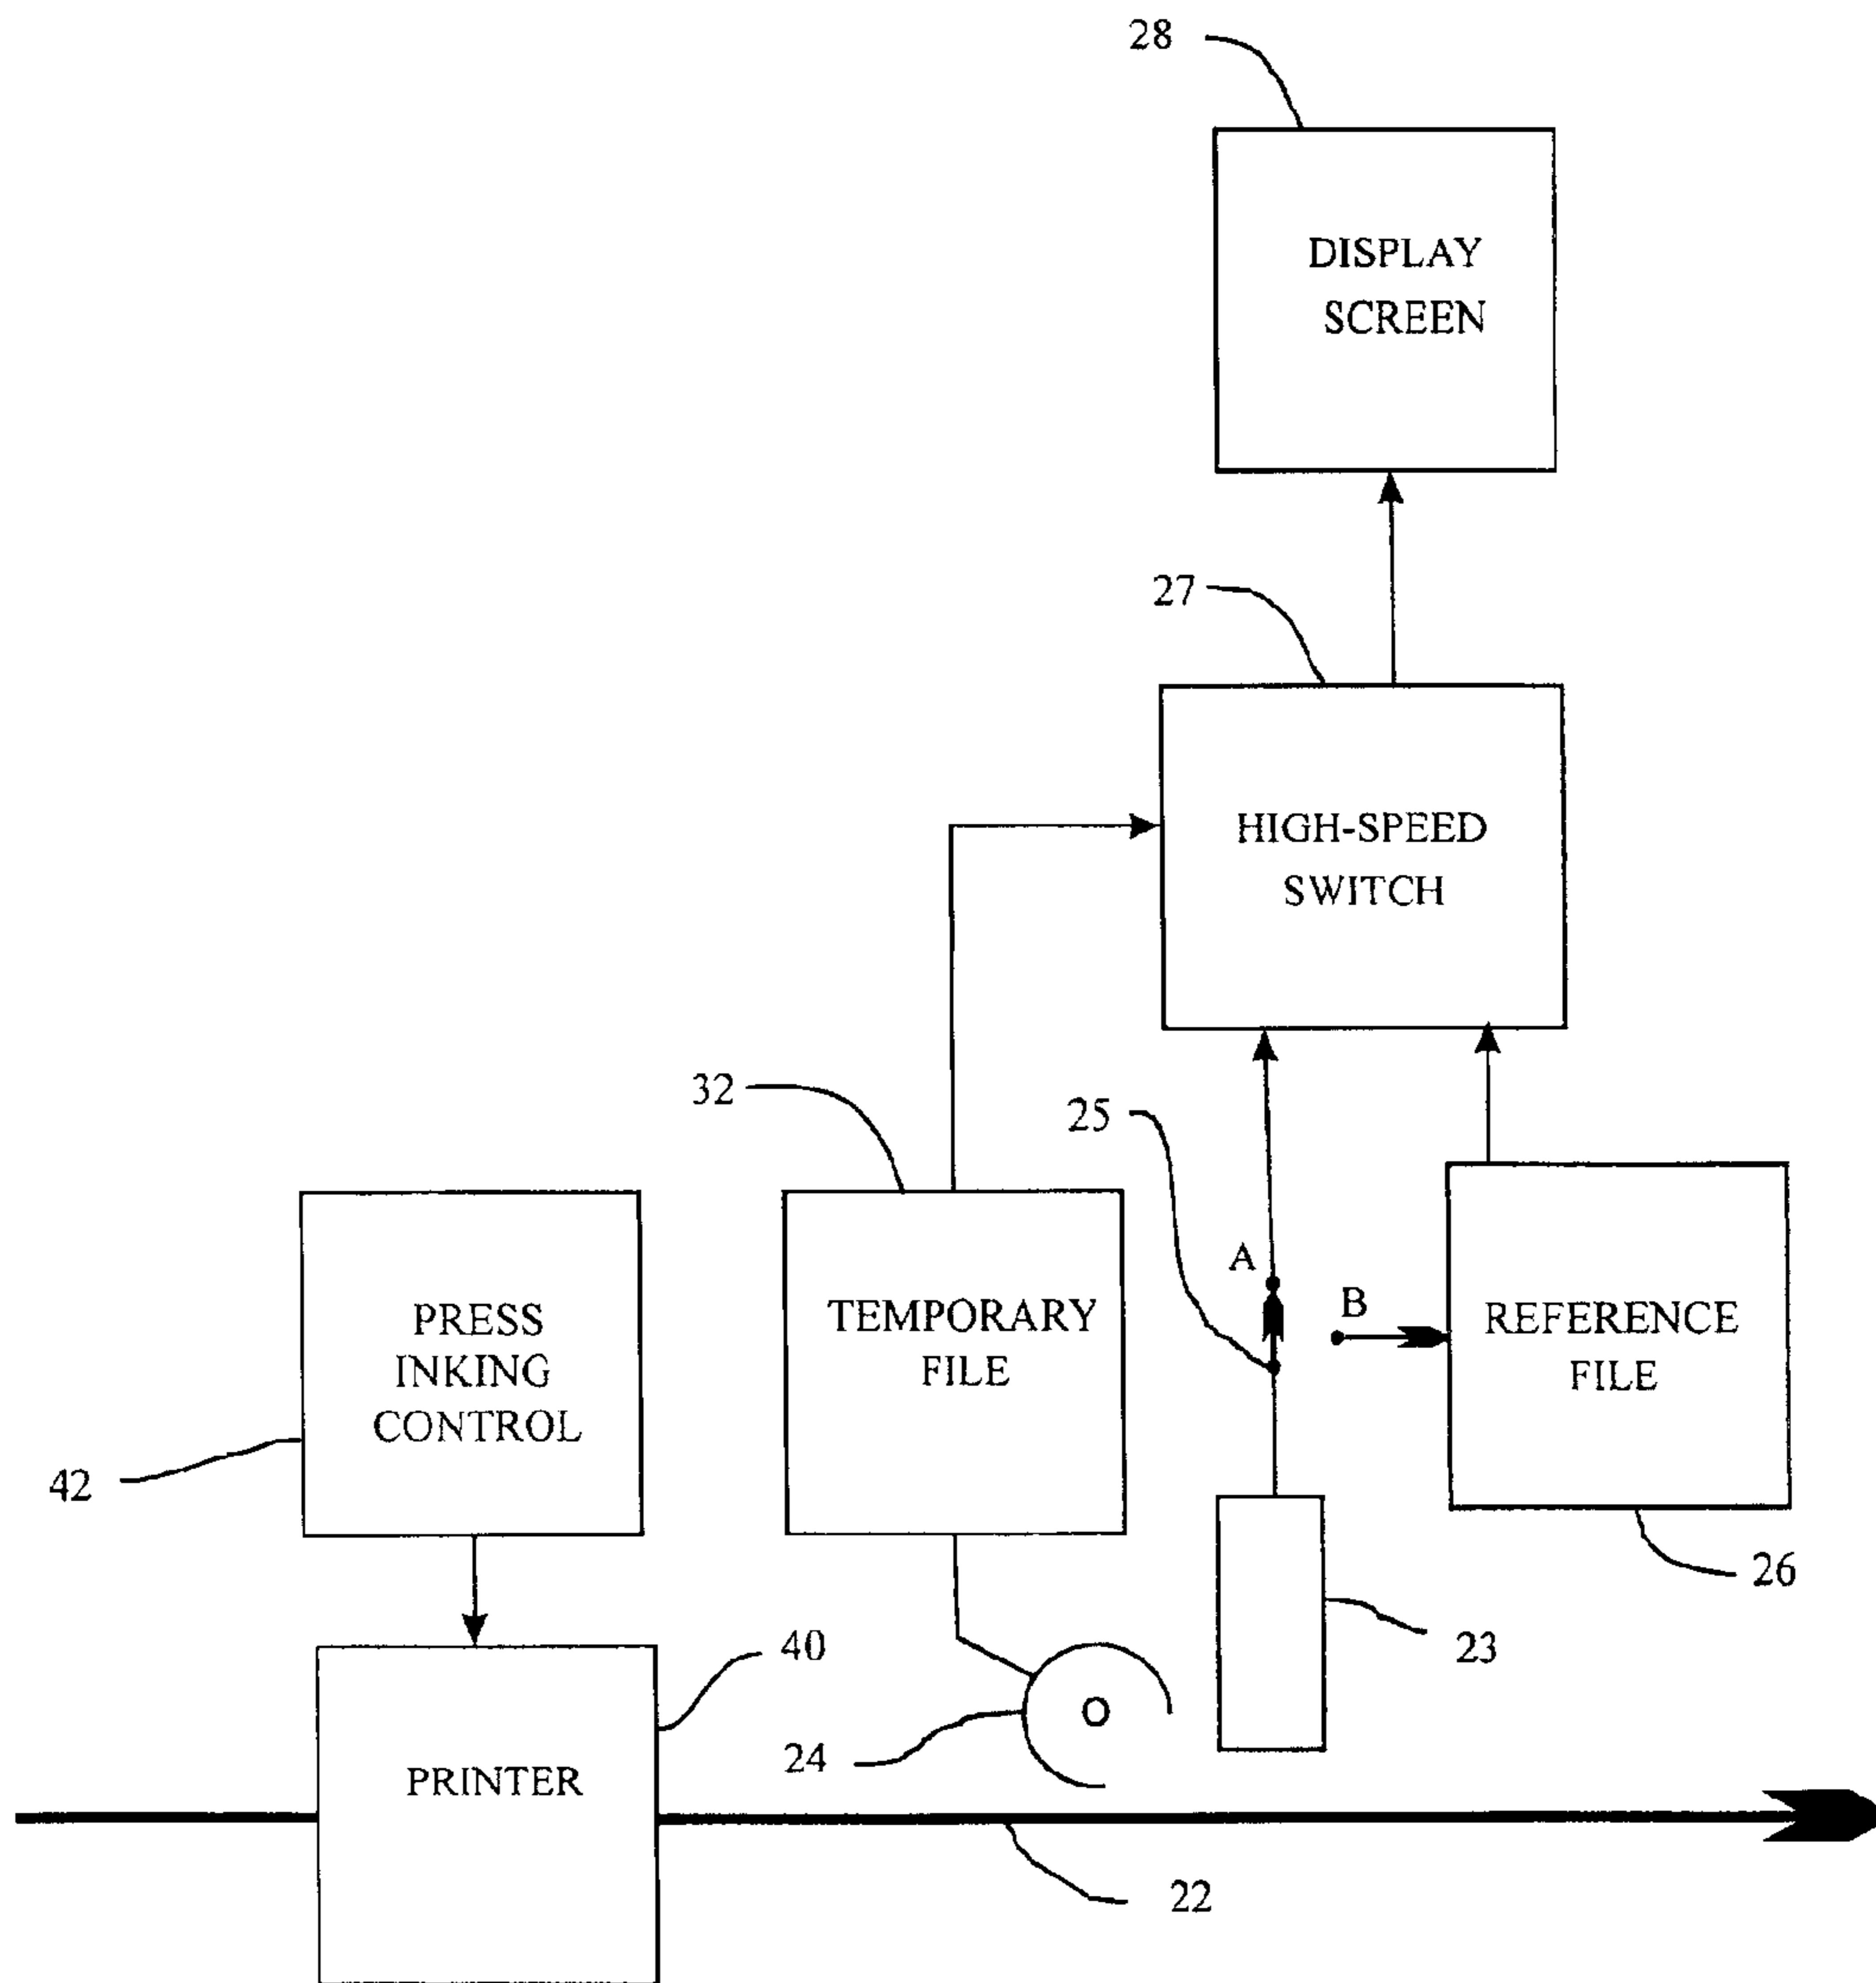 28
DISPLAY
SCREEN
27
HIGH-SPEED
SWITCH
32
25
A
B
PRESS
INKING
CONTROL
TEMPORARY
FILE
REFERENCE
FILE
42
26
40
23
24
PRINTER
22